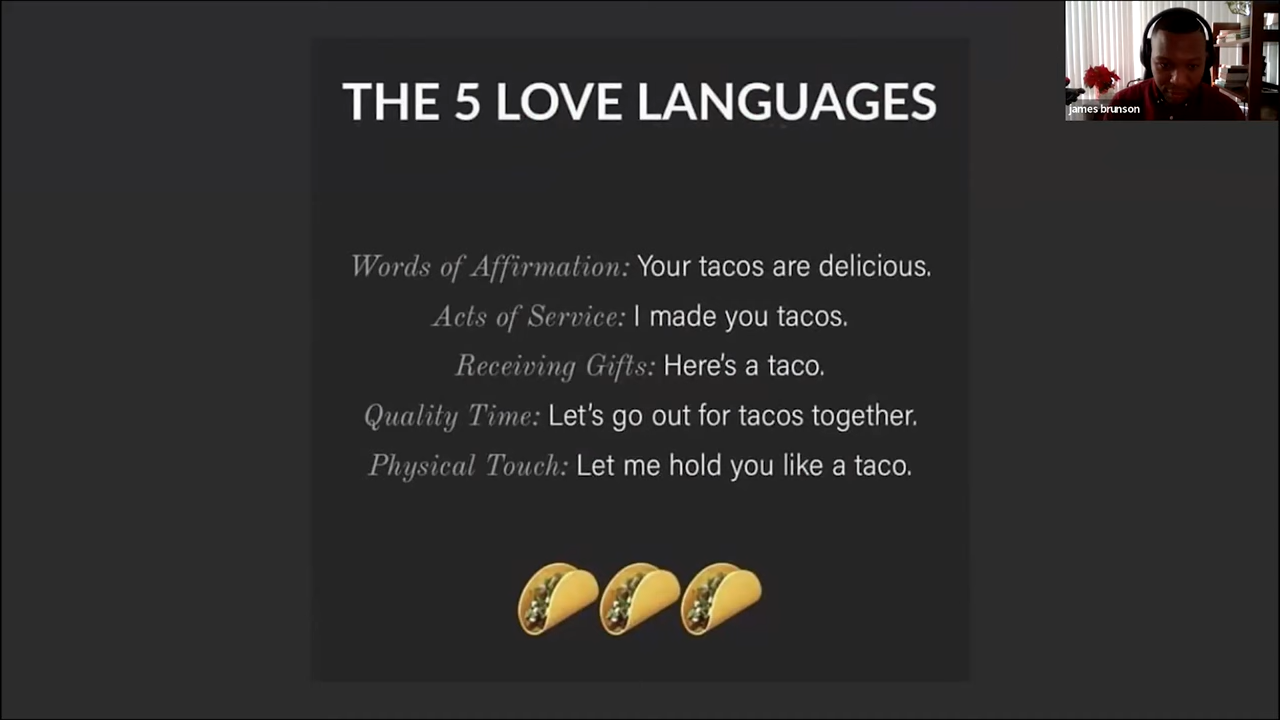 THE 5 LOVE LANGUAGES
james brunson
Words of Affirmation: Your tacos are delicious.
Acts of Service: I made you tacos.
Receiving Gifts: Here's a taco.
Quality Time: Let's go out for tacos together.
Physical Touch: Let me hold you like a taco.